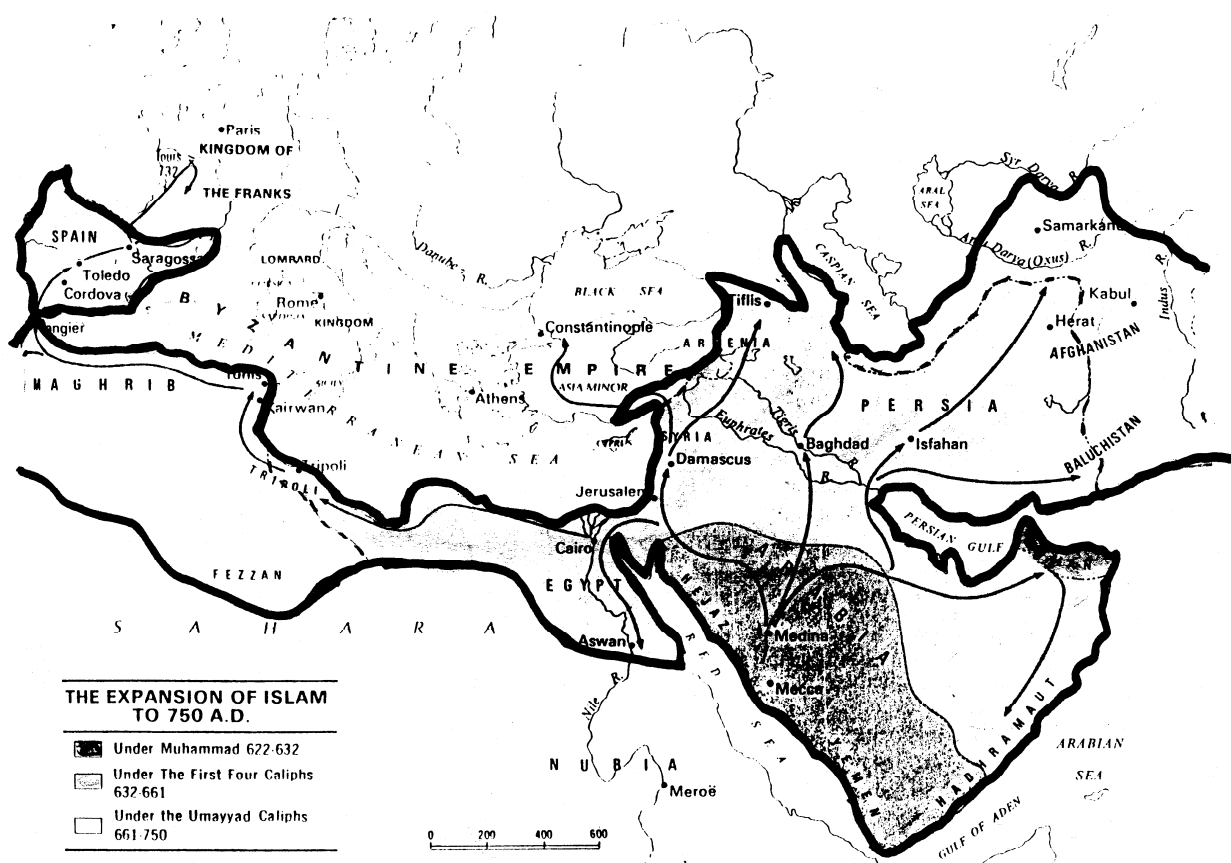 Paris
KINGDOM OF
THE FRANKS
732
SPAIN
Saragossa
Toledo
Cordova
LOMBARD
Rome
KINGDOM
Danube R.
BLACK SEA
Constantinople
BYZANTINE EMPIRE
ASIA MINOR
Athens
MEDITERRANEAN SEA
SICILY
MAGHRIB
Tunis
Kairwan
Tripoli
TRIPOLI
FEZZAN
SAHARA
CASPIAN SEA
ARAL
SEA
Syr Darya R.
Samarkand
Amu Darya (Oxus) R.
Kabul
Indus R.
Herat
AFGHANISTAN
Tiflis
ARMENIA
PERSIA
Tigris
Euphrates
R.
R.
SYRIA
Baghdad
Isfahan
BALUCHISTAN
Damascus
Jerusalem
PERSIAN GULF
Cairo
EGYPT
Aswan
ARABIA
HEJAZ
Medina
Mecca
RED SEA
YEMEN
HADHRAMAUT
ARABIAN
SEA
GULF OF ADEN
Nile R.
NUBIA
Meroë
THE EXPANSION OF ISLAM
TO 750 A.D.
Under Muhammad 622-632
Under The First Four Caliphs
632-661
Under the Umayyad Caliphs
661-750
0 200 400 600